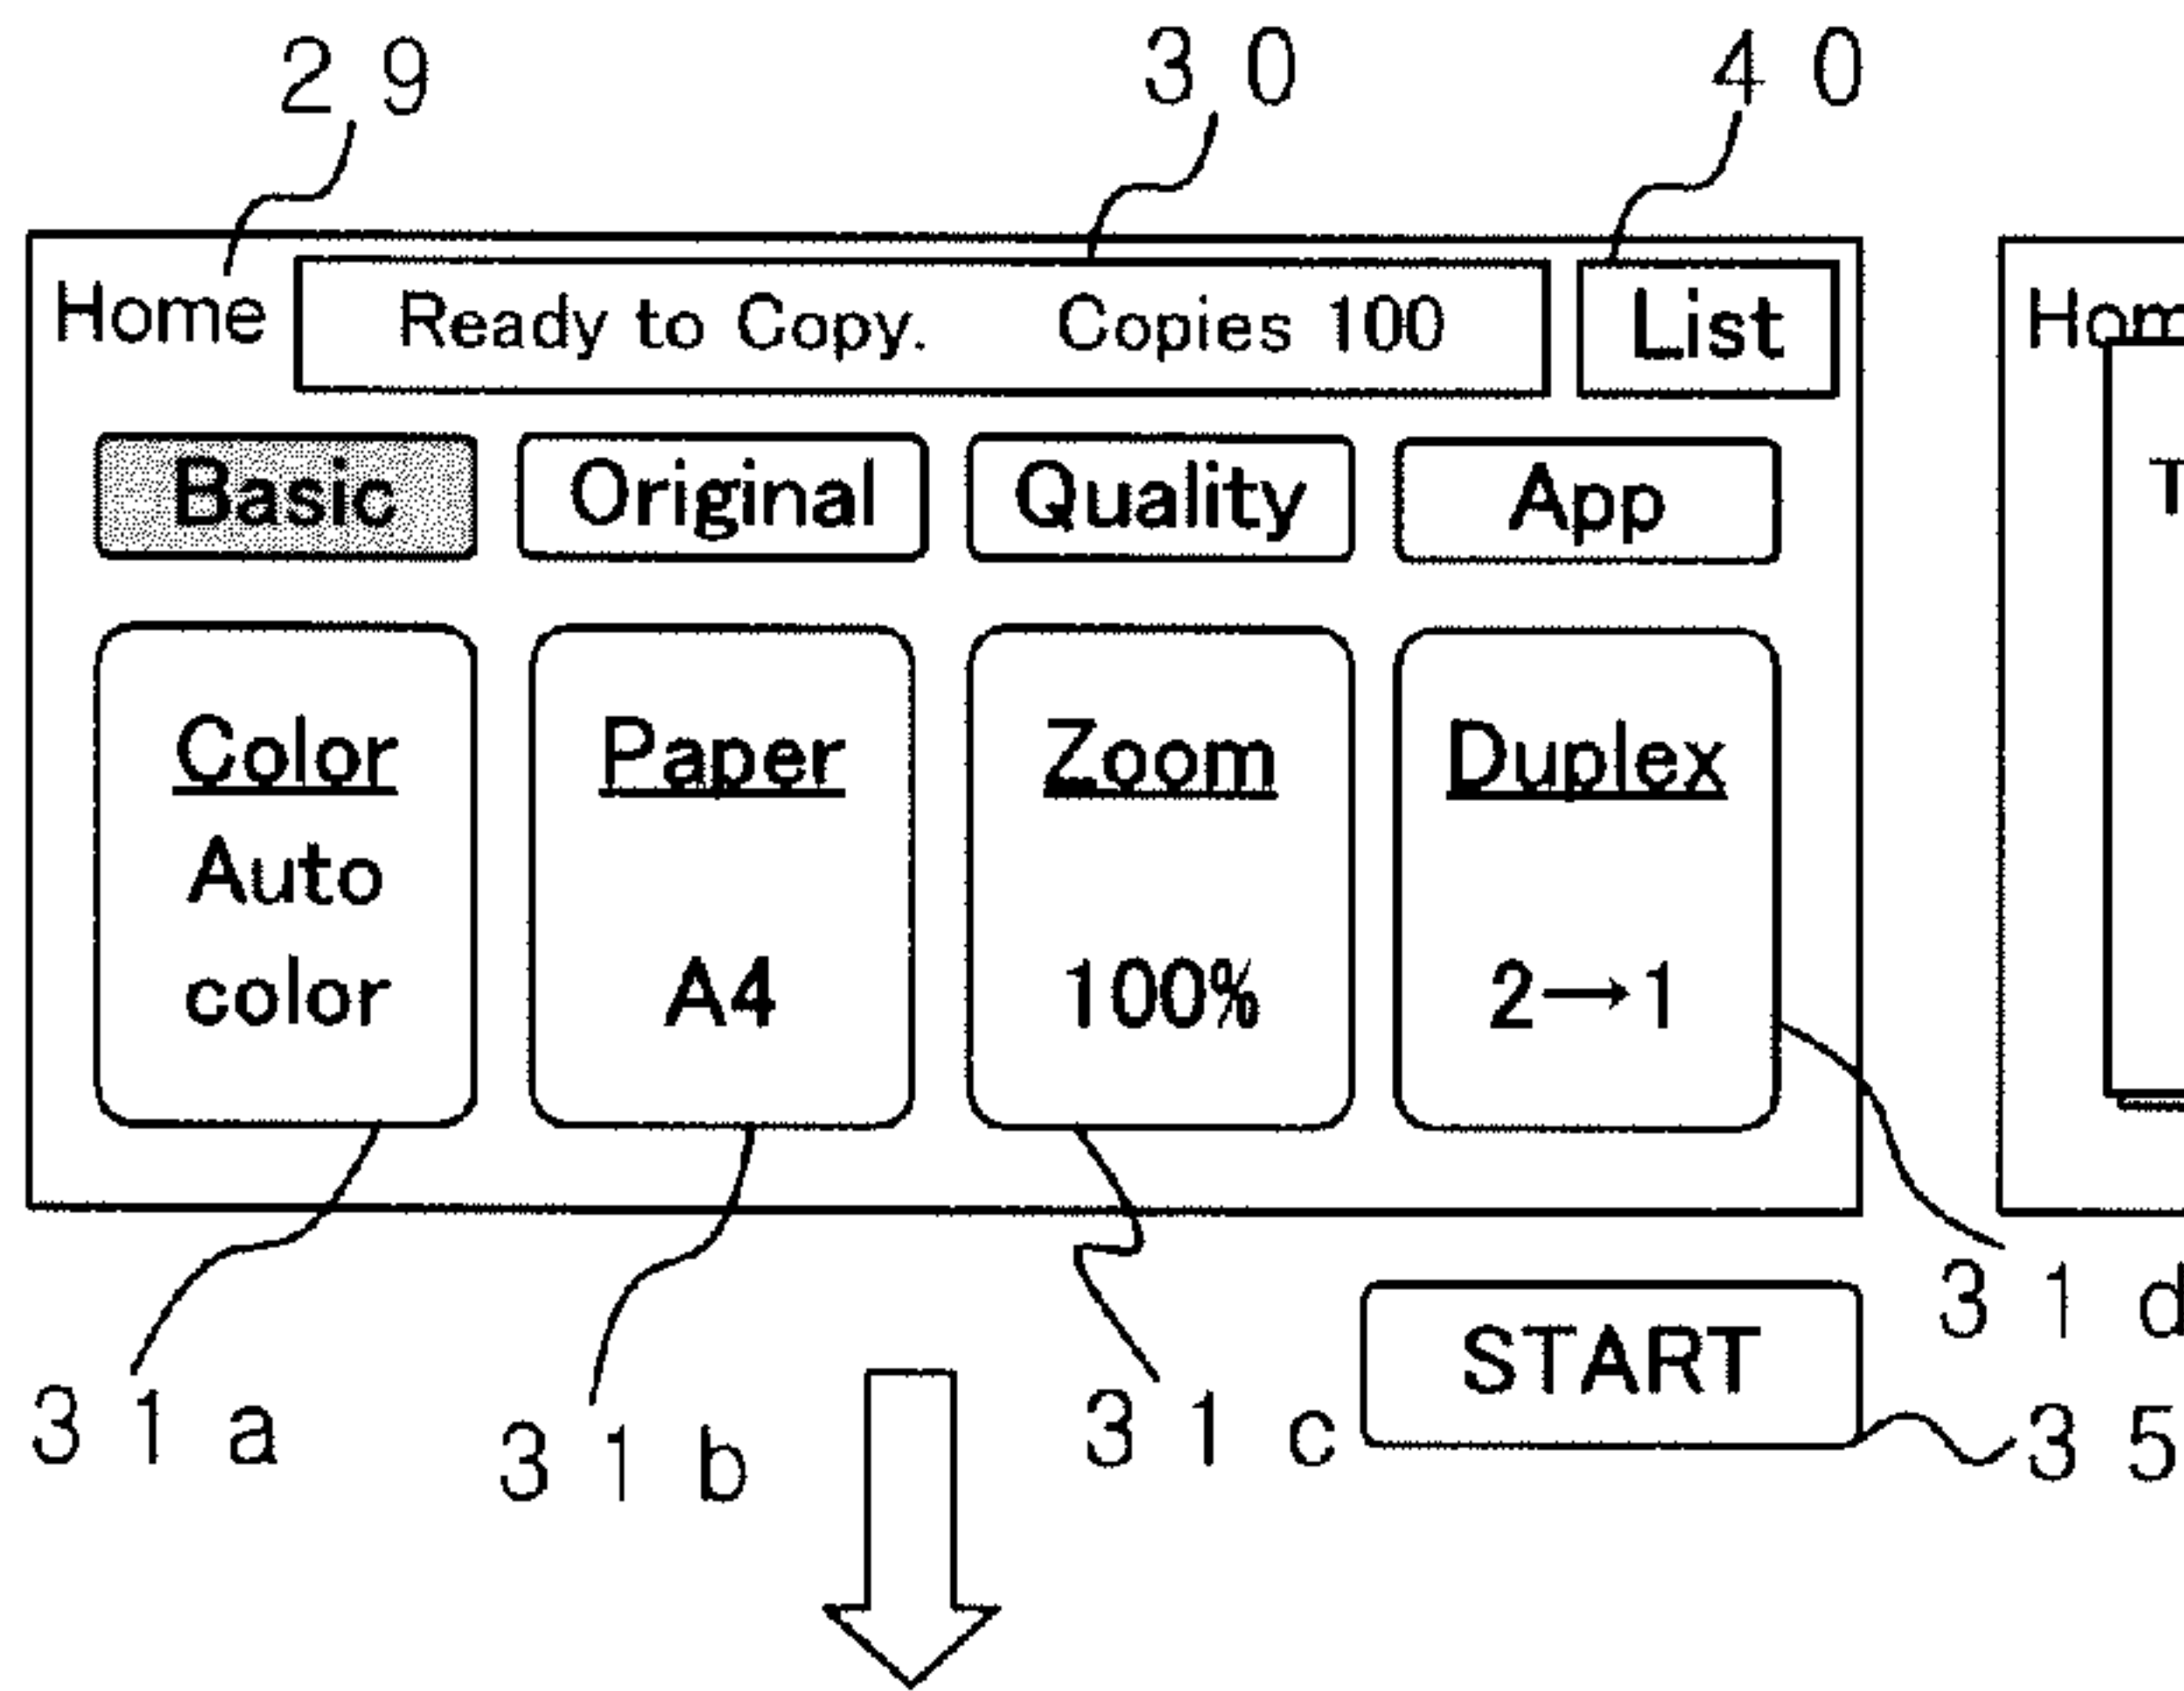 29 30 40
Home Ready to Copy. Copies 100 List
Basic Original Quality App
Color Paper Zoom Duplex
Auto
color A4 100% 2→1
31d
START
31a 31b 31c 35